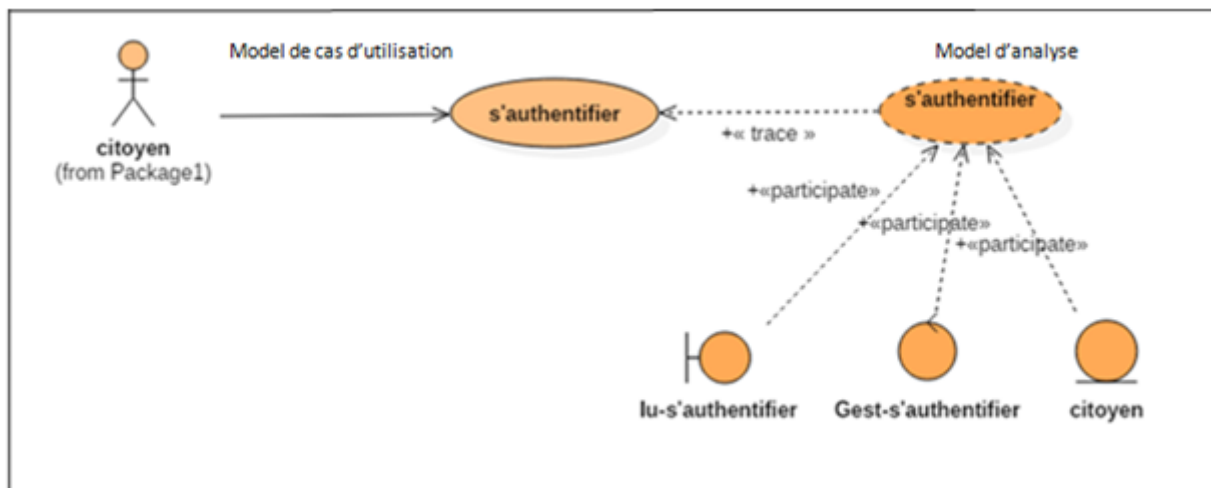 Model de cas d'utilisation
Model d'analyse
s'authentifier
s'authentifier
+« trace »
citoyen
(from Package1)
+«participate»
+«participate»
+«participate»
Iu-s'authentifier
Gest-s'authentifier
citoyen